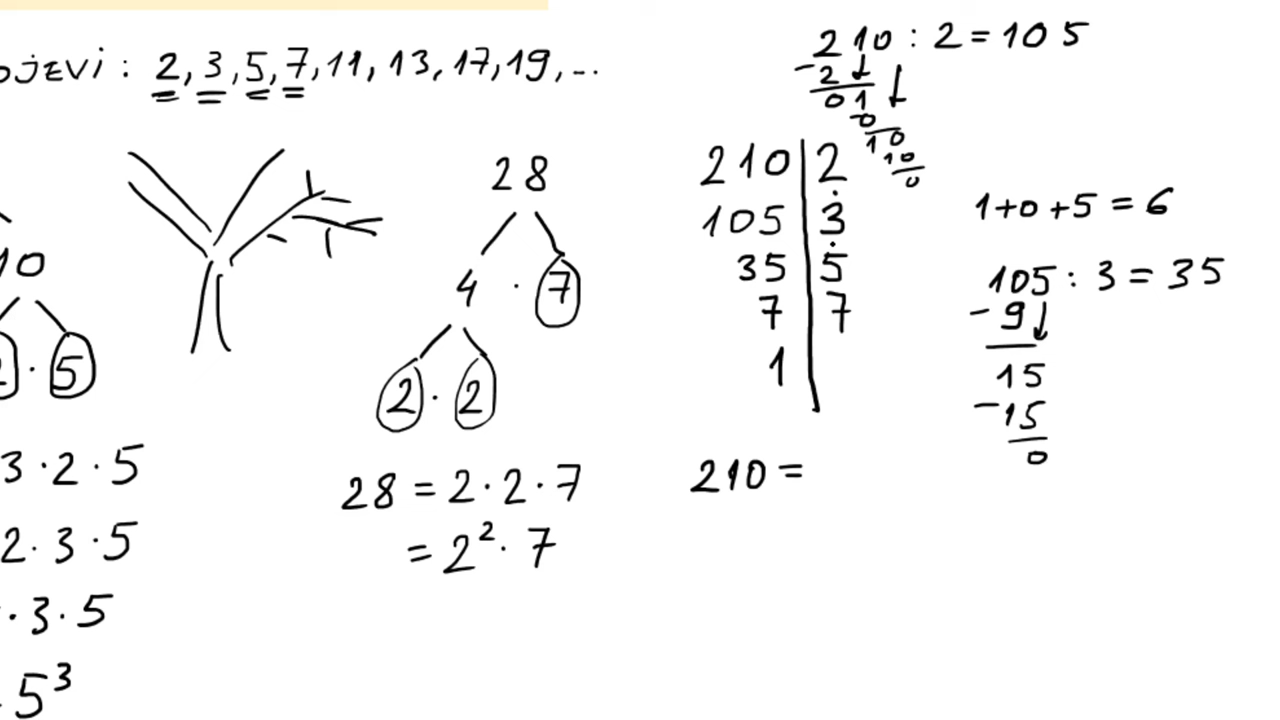 OJEVI : 2, 3, 5, 7, 11, 13, 17, 19, ...
10
· 5
3 · 2 · 5
2 · 3 · 5
· 3 · 5
5³
28
4 · 7
2 · 2
28 = 2 · 2 · 7
= 2² · 7
210 : 2 = 105
- 2
01
0
10
10
0
210 | 2
105 | 3
35 | 5
7 | 7
1 |
210 =
1 + 0 + 5 = 6
105 : 3 = 35
- 9
15
- 15
0